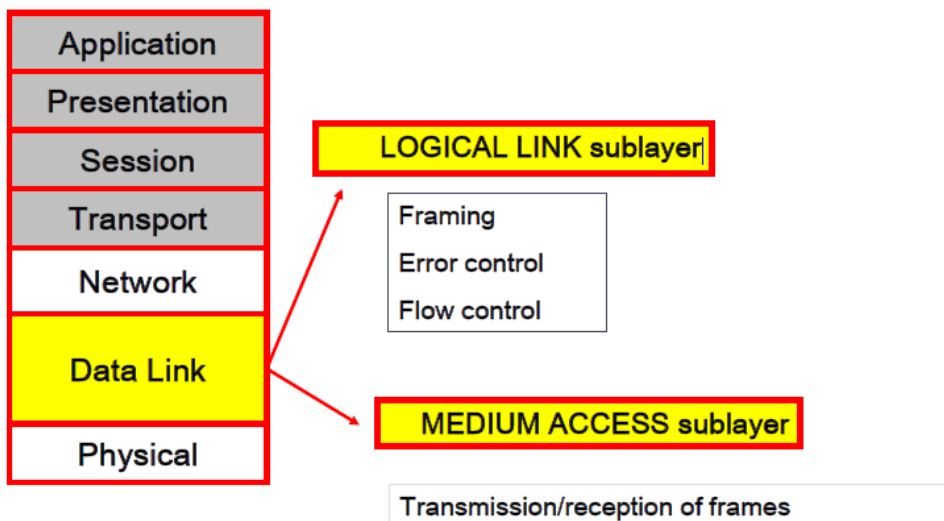 Application
Presentation
Session
Transport
Network
Data Link
Physical
LOGICAL LINK sublayer
Framing
Error control
Flow control
MEDIUM ACCESS sublayer
Transmission/reception of frames